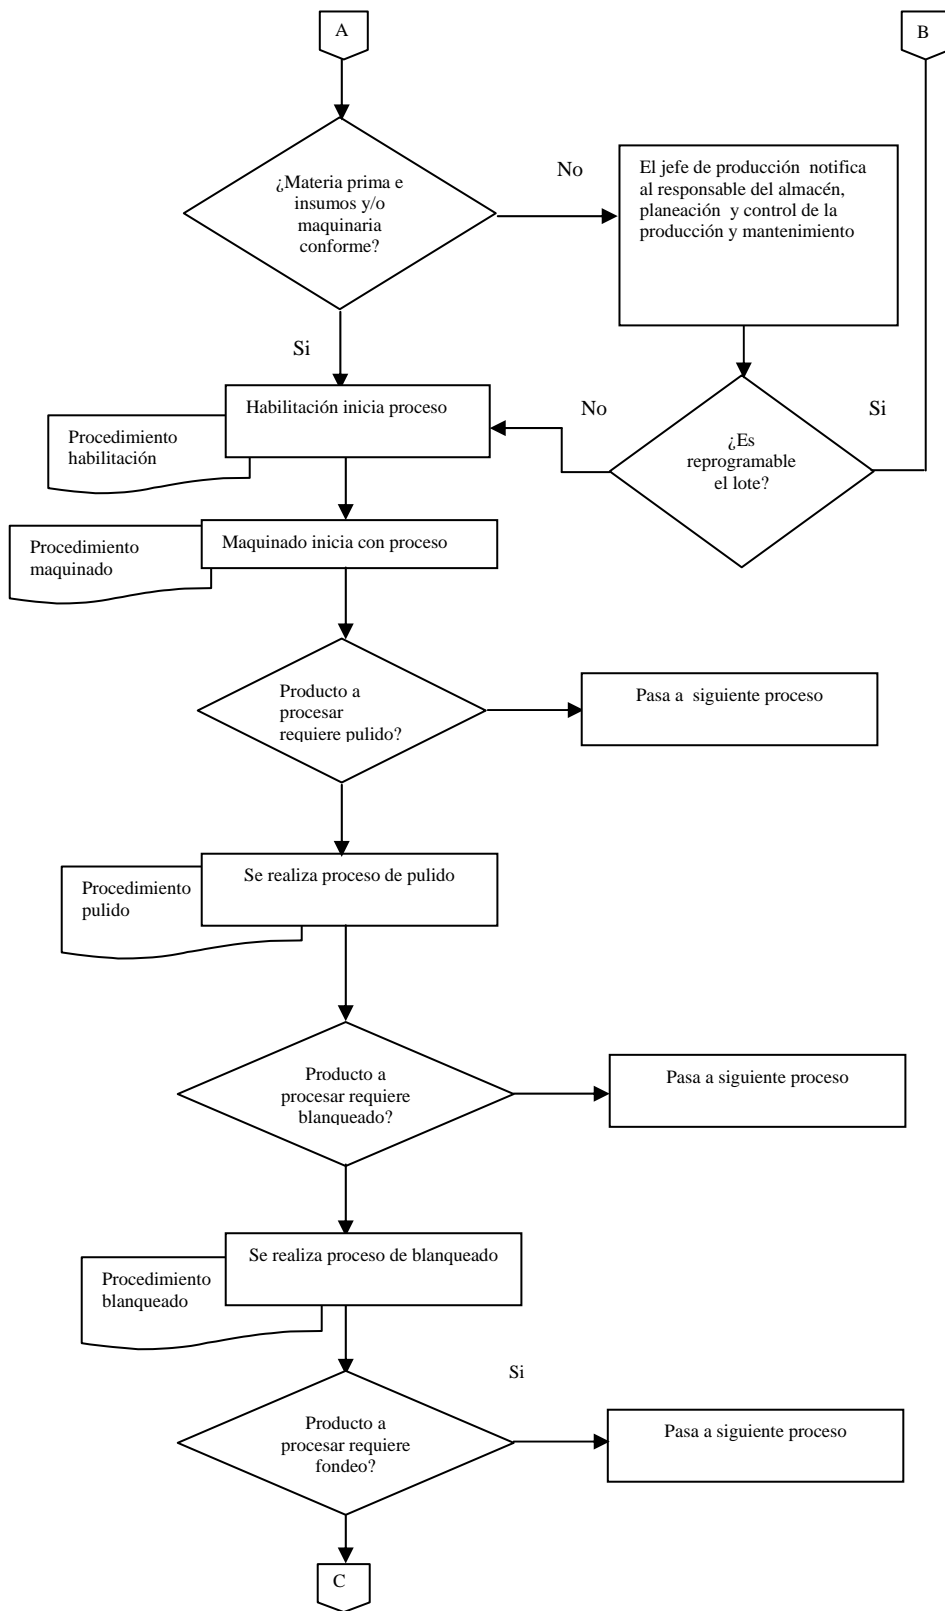 A
B
¿Materia prima e
insumos y/o
maquinaria
conforme?
No
El jefe de producción notifica
al responsable del almacén,
planeación y control de la
producción y mantenimiento
Si
Habilitación inicia proceso
No
Si
Procedimiento
habilitación
¿Es
reprogramable
el lote?
Maquinado inicia con proceso
Procedimiento
maquinado
Producto a
procesar
requiere pulido?
Pasa a siguiente proceso
Se realiza proceso de pulido
Procedimiento
pulido
Producto a
procesar requiere
blanqueado?
Pasa a siguiente proceso
Se realiza proceso de blanqueado
Procedimiento
blanqueado
Si
Producto a
procesar requiere
fondeo?
Pasa a siguiente proceso
C